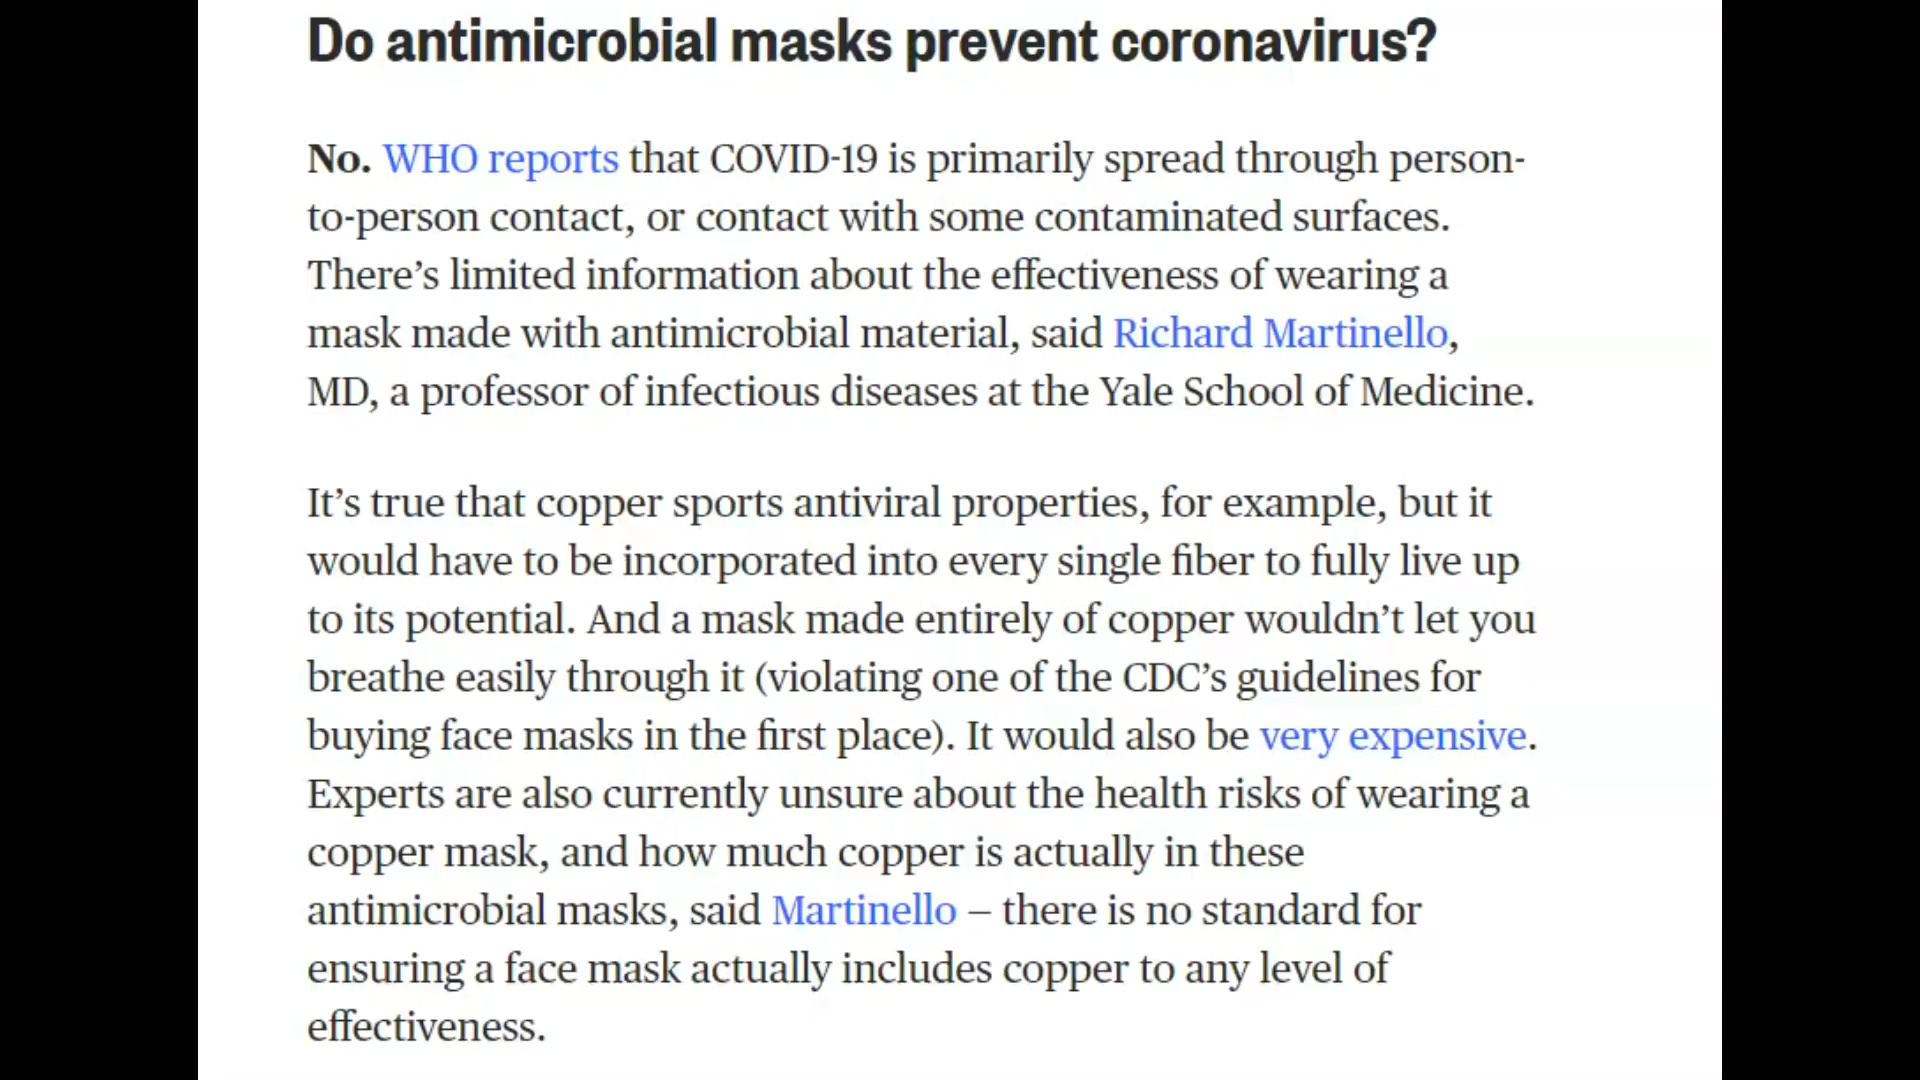 Do antimicrobial masks prevent coronavirus?
No. WHO reports that COVID-19 is primarily spread through person-
to-person contact, or contact with some contaminated surfaces.
There’s limited information about the effectiveness of wearing a
mask made with antimicrobial material, said Richard Martinello,
MD, a professor of infectious diseases at the Yale School of Medicine.
It’s true that copper sports antiviral properties, for example, but it
would have to be incorporated into every single fiber to fully live up
to its potential. And a mask made entirely of copper wouldn’t let you
breathe easily through it (violating one of the CDC’s guidelines for
buying face masks in the first place). It would also be very expensive.
Experts are also currently unsure about the health risks of wearing a
copper mask, and how much copper is actually in these
antimicrobial masks, said Martinello — there is no standard for
ensuring a face mask actually includes copper to any level of
effectiveness.